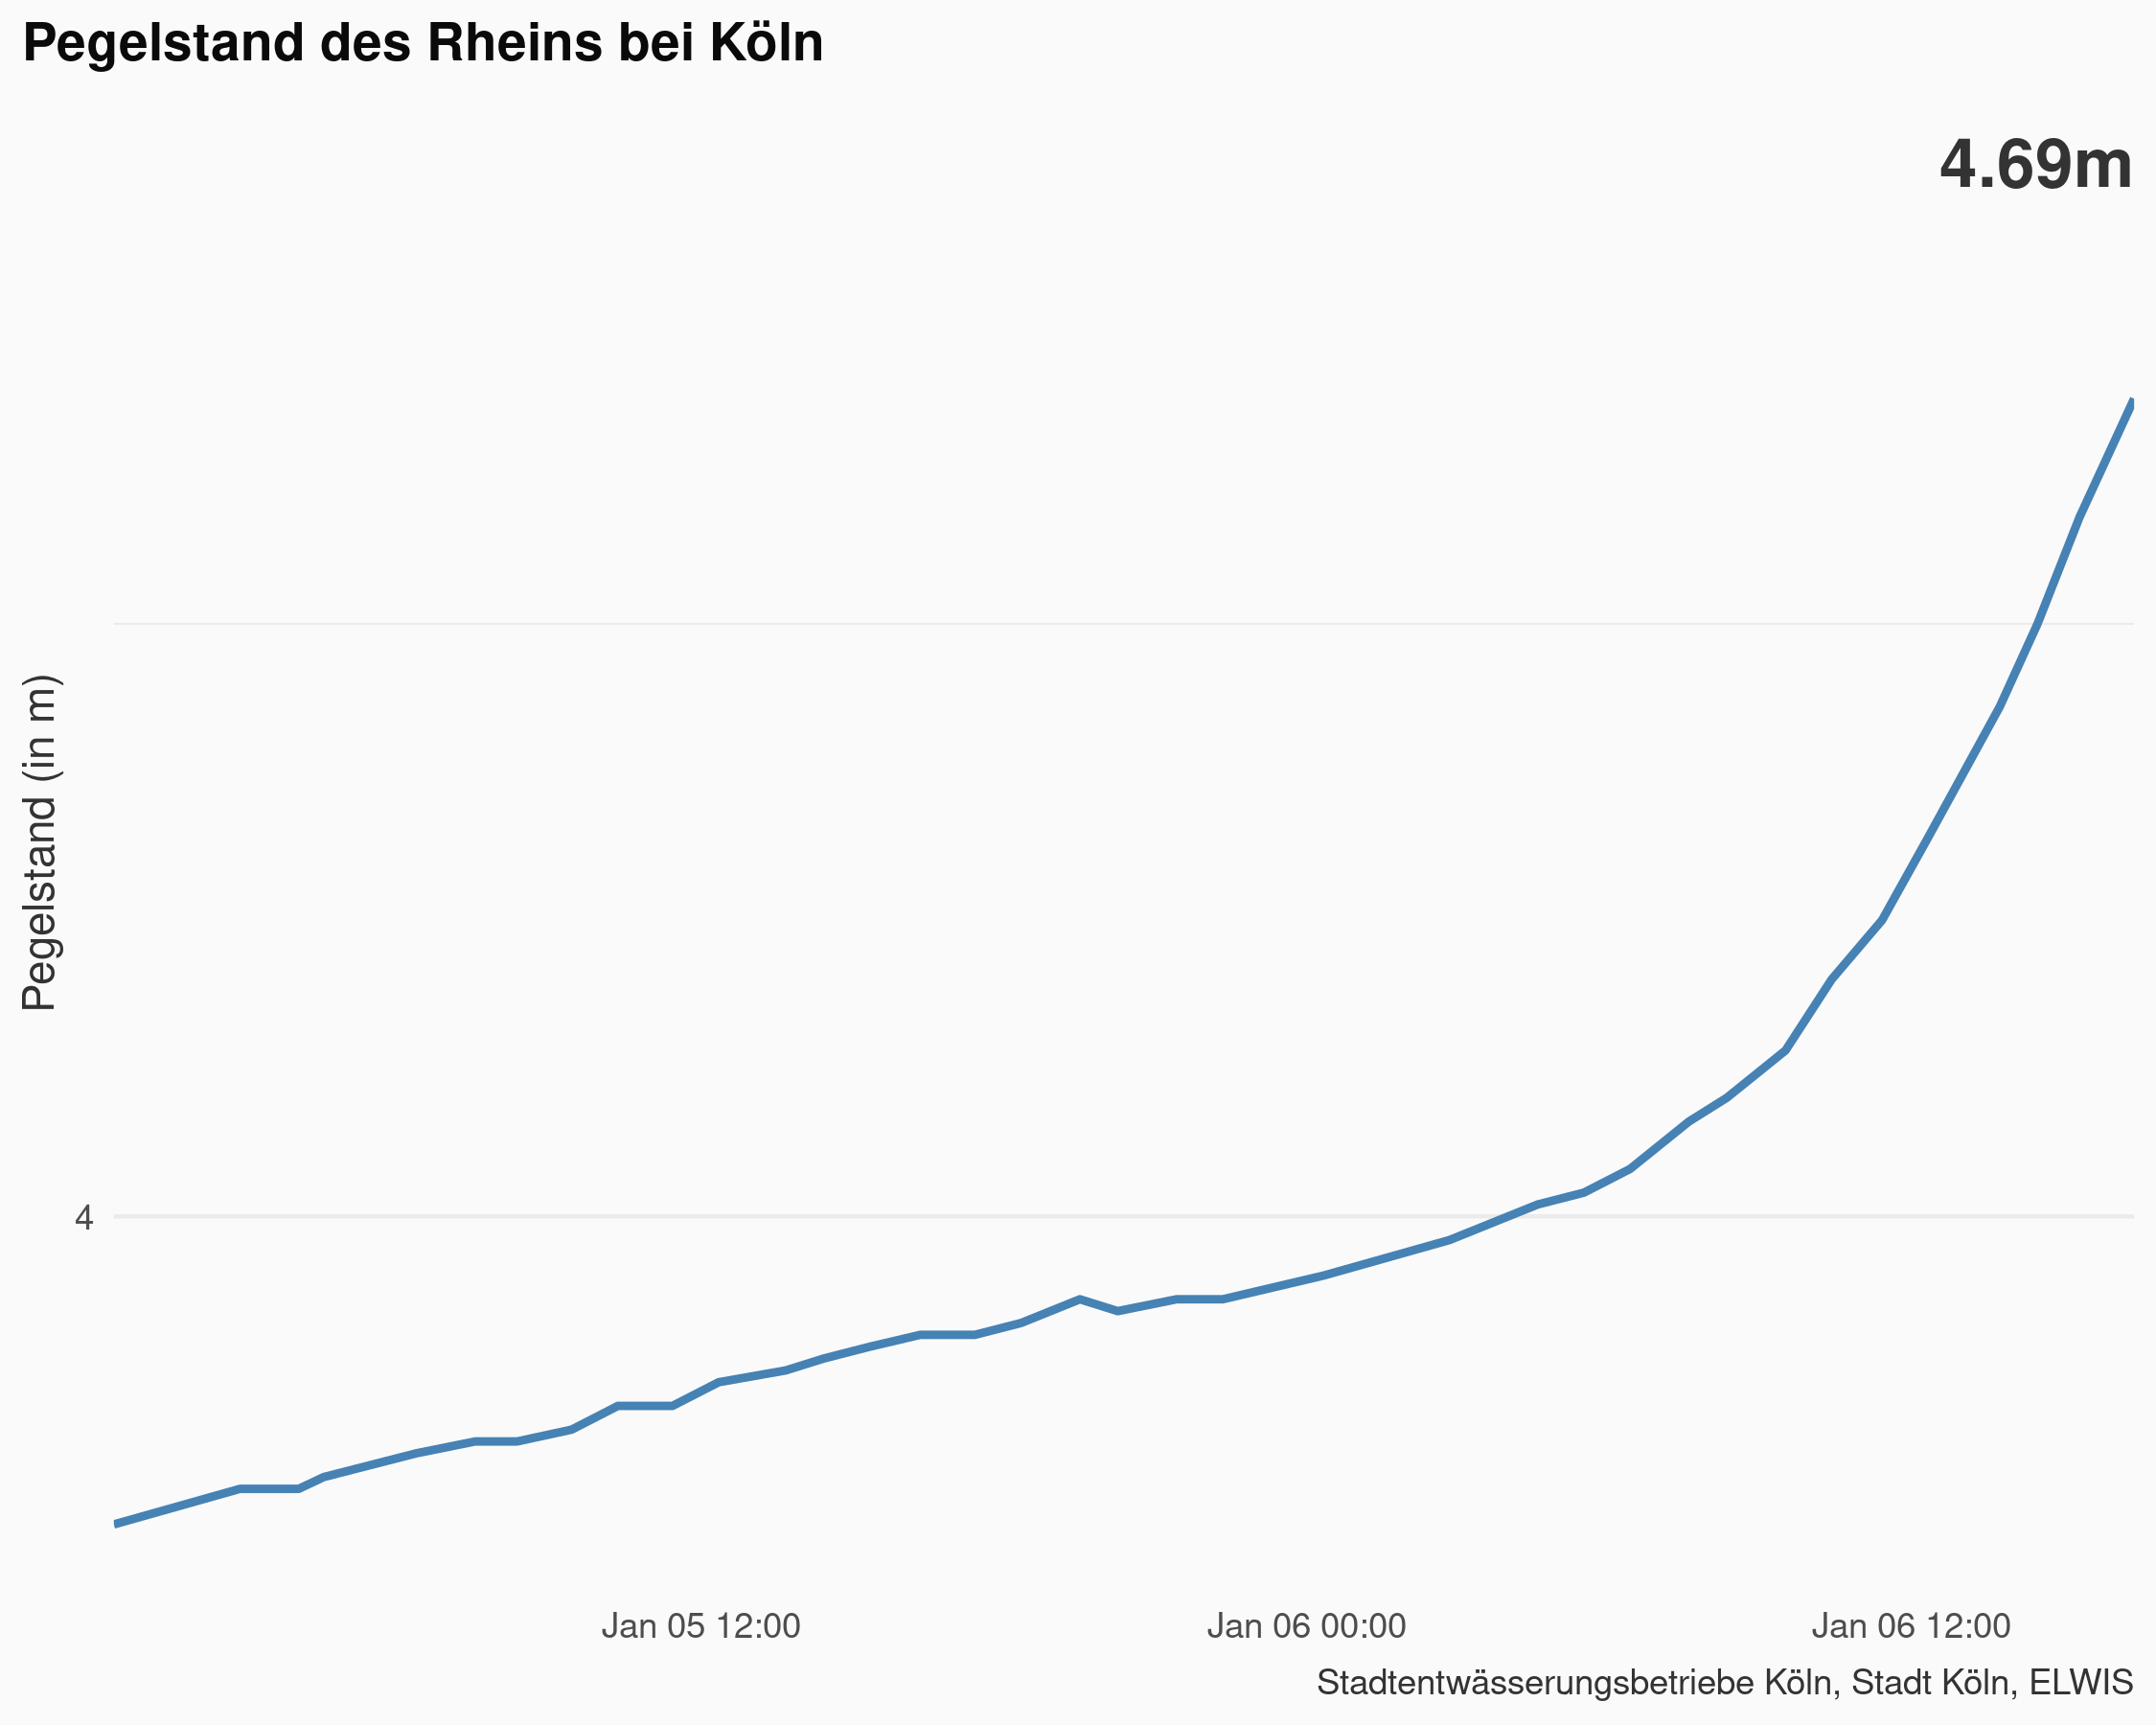 Pegelstand des Rheins bei Köln
4.69m
Pegelstand (in m)
4
Jan 05 12:00
Jan 06 00:00
Jan 06 12:00
Stadtentwässerungsbetriebe Köln, Stadt Köln, ELWIS